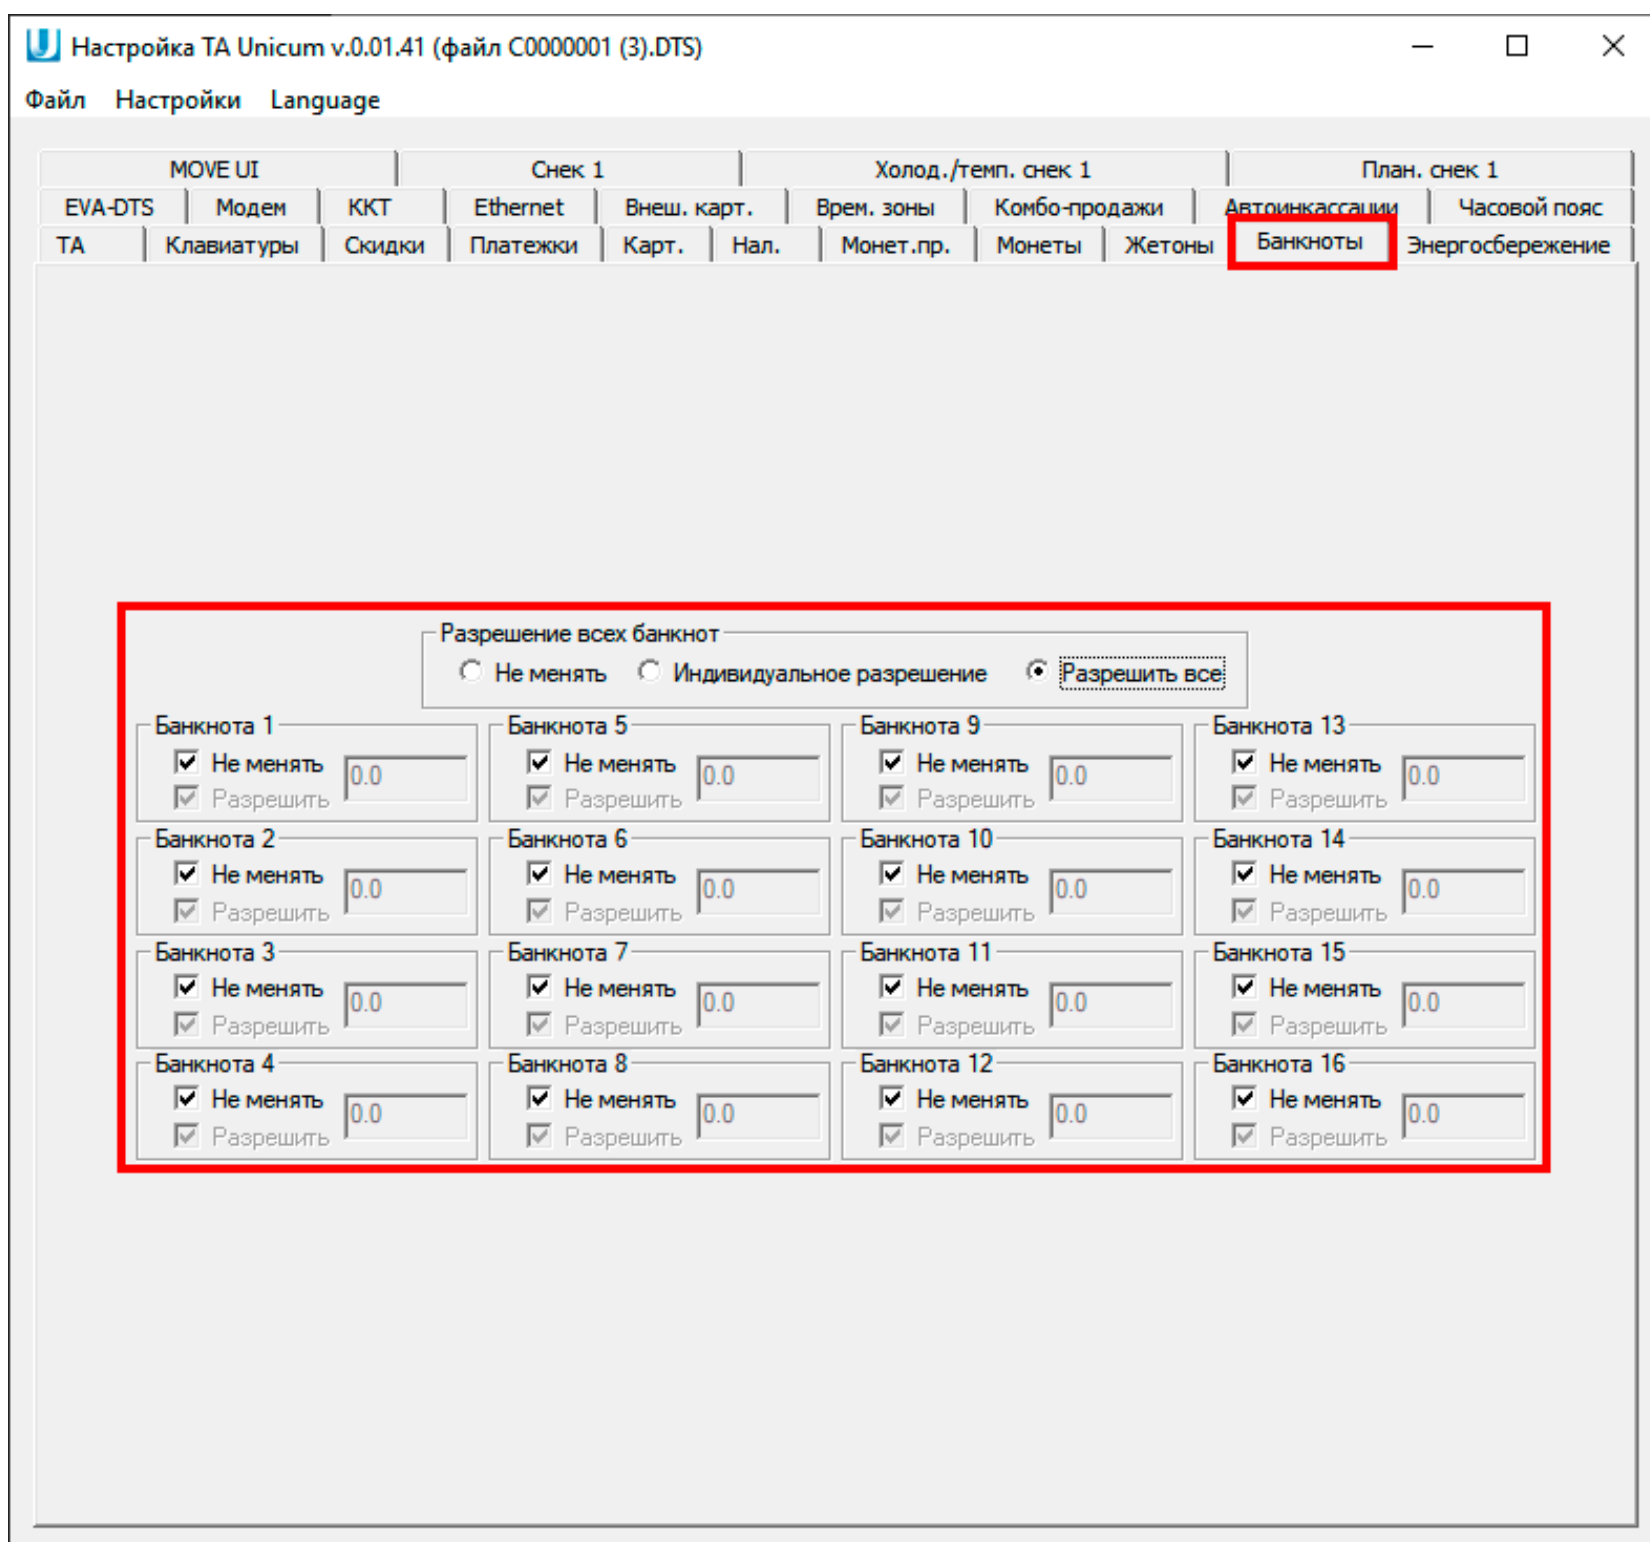 Настройка ТА Unicum v.0.01.41 (файл C0000001 (3).DTS)
Файл Настройки Language
MOVE UI Снек 1 Холод./темп. снек 1 План. снек 1
EVA-DTS Модем ККТ Ethernet Внеш. карт. Врем. зоны Комбо-продажи Автоинкассации Часовой пояс
ТА Клавиатуры Скидки Платежки Карт. Нал. Монет.пр. Монеты Жетоны Банкноты Энергосбережение
Разрешение всех банкнот
Не менять Индивидуальное разрешение Разрешить все
Банкнота 1 Банкнота 5 Банкнота 9 Банкнота 13
Не менять 0.0 Не менять 0.0 Не менять 0.0 Не менять 0.0
Разрешить Разрешить Разрешить Разрешить
Банкнота 2 Банкнота 6 Банкнота 10 Банкнота 14
Не менять 0.0 Не менять 0.0 Не менять 0.0 Не менять 0.0
Разрешить Разрешить Разрешить Разрешить
Банкнота 3 Банкнота 7 Банкнота 11 Банкнота 15
Не менять 0.0 Не менять 0.0 Не менять 0.0 Не менять 0.0
Разрешить Разрешить Разрешить Разрешить
Банкнота 4 Банкнота 8 Банкнота 12 Банкнота 16
Не менять 0.0 Не менять 0.0 Не менять 0.0 Не менять 0.0
Разрешить Разрешить Разрешить Разрешить